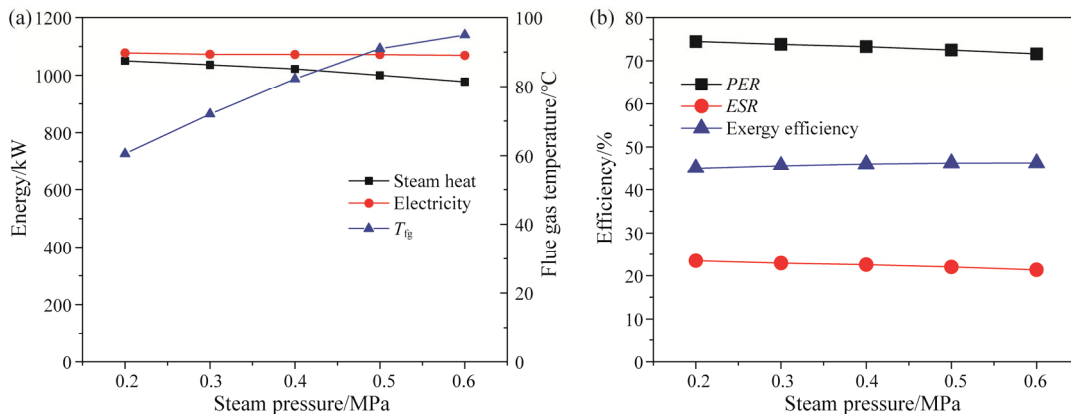 (a)
1200
1000
800
600
400
200
0
Energy/kW
100
80
60
40
20
0
Flue gas temperature/°C
Steam heat
Electricity
T_fg
0.2 0.3 0.4 0.5 0.6
Steam pressure/MPa
(b)
80
70
60
50
40
30
20
10
0
Efficiency/%
PER
ESR
Exergy efficiency
0.2 0.3 0.4 0.5 0.6
Steam pressure/MPa